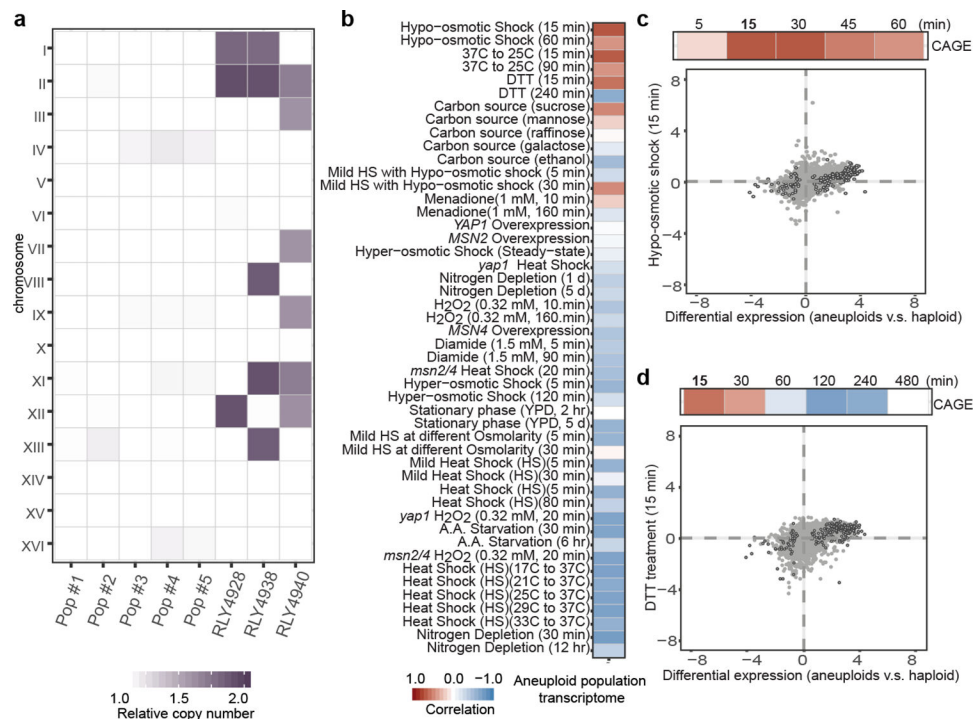 a
I
II
III
IV
V
VI
VII
VIII
IX
X
XI
XII
XIII
XIV
XV
XVI
chromosome
Pop #1
Pop #2
Pop #3
Pop #4
Pop #5
RLY4928
RLY4938
RLY4940
1.0 1.5 2.0
Relative copy number
b
Hypo-osmotic Shock (15 min)
Hypo-osmotic Shock (60 min)
37C to 25C (15 min)
37C to 25C (90 min)
DTT (15 min)
DTT (240 min)
Carbon source (sucrose)
Carbon source (mannose)
Carbon source (raffinose)
Carbon source (galactose)
Carbon source (ethanol)
Mild HS with Hypo-osmotic shock (5 min)
Mild HS with Hypo-osmotic shock (30 min)
Menadione(1 mM, 10 min)
Menadione(1 mM, 160 min)
YAP1 Overexpression
MSN2 Overexpression
Hyper-osmotic Shock (Steady-state)
yap1 Heat Shock
Nitrogen Depletion (1 d)
Nitrogen Depletion (5 d)
H2O2 (0.32 mM, 10.min)
H2O2 (0.32 mM, 160.min)
MSN4 Overexpression
Diamide (1.5 mM, 5 min)
Diamide (1.5 mM, 90 min)
msn2/4 Heat Shock (20 min)
Hyper-osmotic Shock (5 min)
Hyper-osmotic Shock (120 min)
Stationary phase (YPD, 2 hr)
Stationary phase (YPD, 5 d)
Mild HS at different Osmolarity (5 min)
Mild HS at different Osmolarity (30 min)
Mild Heat Shock (HS)(5 min)
Mild Heat Shock (HS)(30 min)
Heat Shock (HS)(5 min)
Heat Shock (HS)(80 min)
yap1 H2O2 (0.32 mM, 20 min)
A.A. Starvation (30 min)
A.A. Starvation (6 hr)
msn2/4 H2O2 (0.32 mM, 20 min)
Heat Shock (HS)(17C to 37C)
Heat Shock (HS)(21C to 37C)
Heat Shock (HS)(25C to 37C)
Heat Shock (HS)(29C to 37C)
Heat Shock (HS)(33C to 37C)
Nitrogen Depletion (30 min)
Nitrogen Depletion (12 hr)
1.0 0.0 -1.0
Correlation
Aneuploid population
transcriptome
c
5 15 30 45 60 (min)
CAGE
8
4
0
−4
−8
Hypo-osmotic shock (15 min)
−8 −4 0 4 8
Differential expression (aneuploids v.s. haploid)
d
15 30 60 120 240 480 (min)
CAGE
8
4
0
−4
−8
DTT treatment (15 min)
−8 −4 0 4 8
Differential expression (aneuploids v.s. haploid)